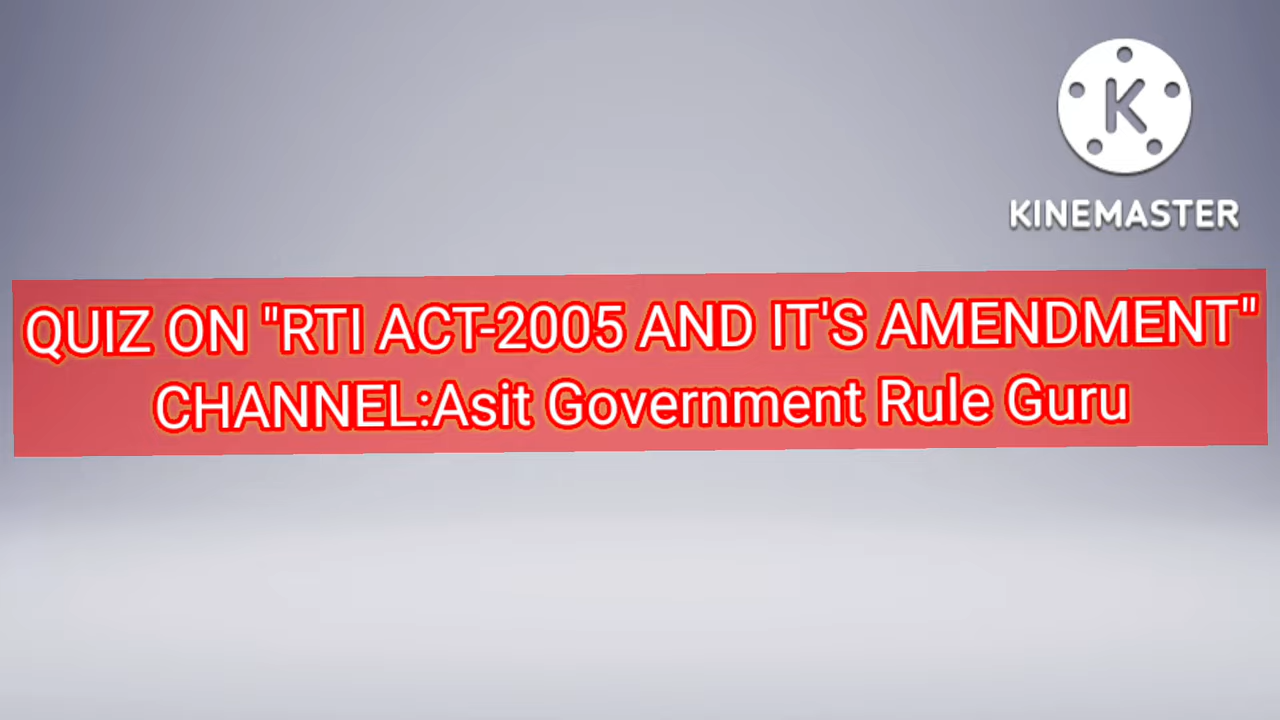 K
KINEMASTER
QUIZ ON "RTI ACT-2005 AND IT'S AMENDMENT"
CHANNEL:Asit Government Rule Guru